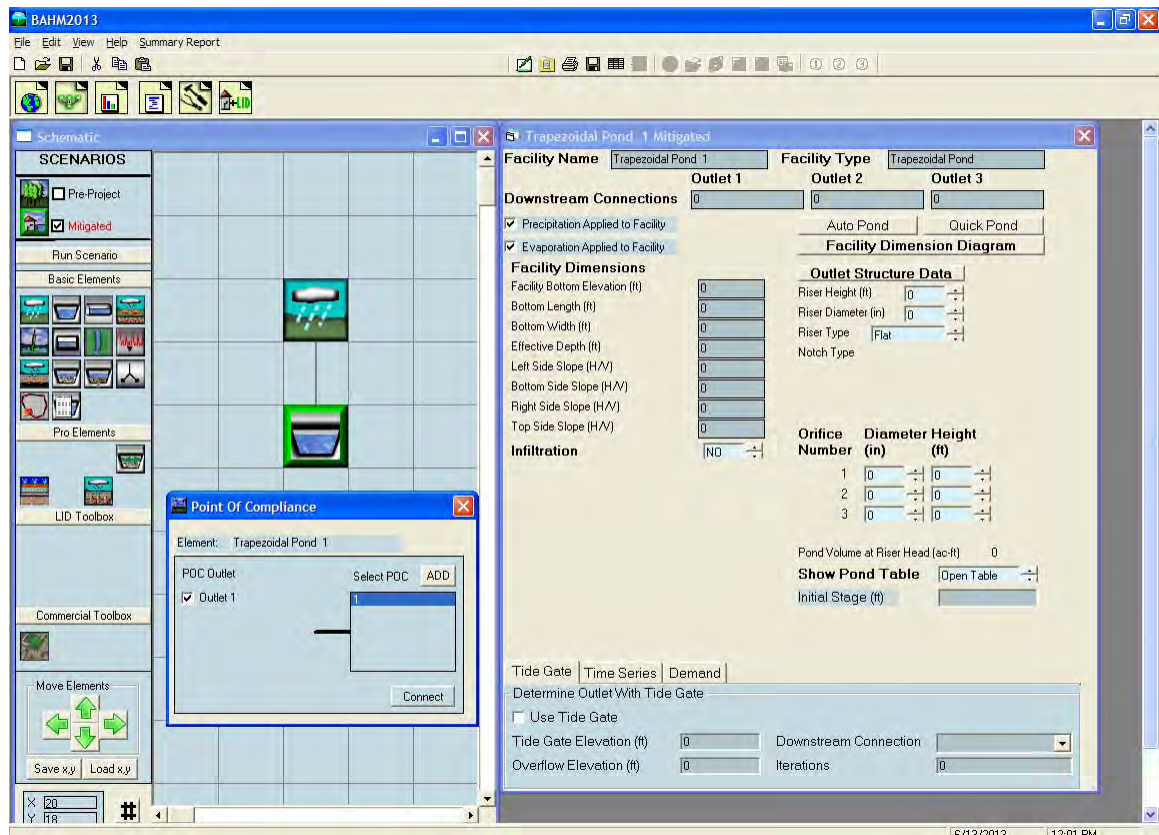 BAHM2013
File Edit View Help Summary Report
Schematic
SCENARIOS
Pre-Project
Mitigated
Run Scenario
Basic Elements
Pro Elements
LID Toolbox
Commercial Toolbox
Move Elements
Save x,y Load x,y
X 20
Y 18
#
+LID
Point Of Compliance
Element: Trapezoidal Pond 1
POC Outlet Select POC ADD
Outlet 1 1
Connect
Trapezoidal Pond 1 Mitigated
Facility Name Trapezoidal Pond 1 Facility Type Trapezoidal Pond
Outlet 1 Outlet 2 Outlet 3
Downstream Connections 0 0 0
Precipitation Applied to Facility Auto Pond Quick Pond
Evaporation Applied to Facility Facility Dimension Diagram
Facility Dimensions
Facility Bottom Elevation (ft) 0
Bottom Length (ft) 0
Bottom Width (ft) 0
Effective Depth (ft) 0
Left Side Slope (H/V) 0
Bottom Side Slope (H/V) 0
Right Side Slope (H/V) 0
Top Side Slope (H/V) 0
Infiltration NO
Outlet Structure Data
Riser Height (ft) 0
Riser Diameter (in) 0
Riser Type Flat
Notch Type
Orifice Diameter Height
Number (in) (ft)
1 0 0
2 0 0
3 0 0
Pond Volume at Riser Head (ac-ft) 0
Show Pond Table Open Table
Initial Stage (ft)
Tide Gate Time Series Demand
Determine Outlet With Tide Gate
Use Tide Gate
Tide Gate Elevation (ft) 0 Downstream Connection
Overflow Elevation (ft) 0 Iterations 0
6/13/2013 12:01 PM